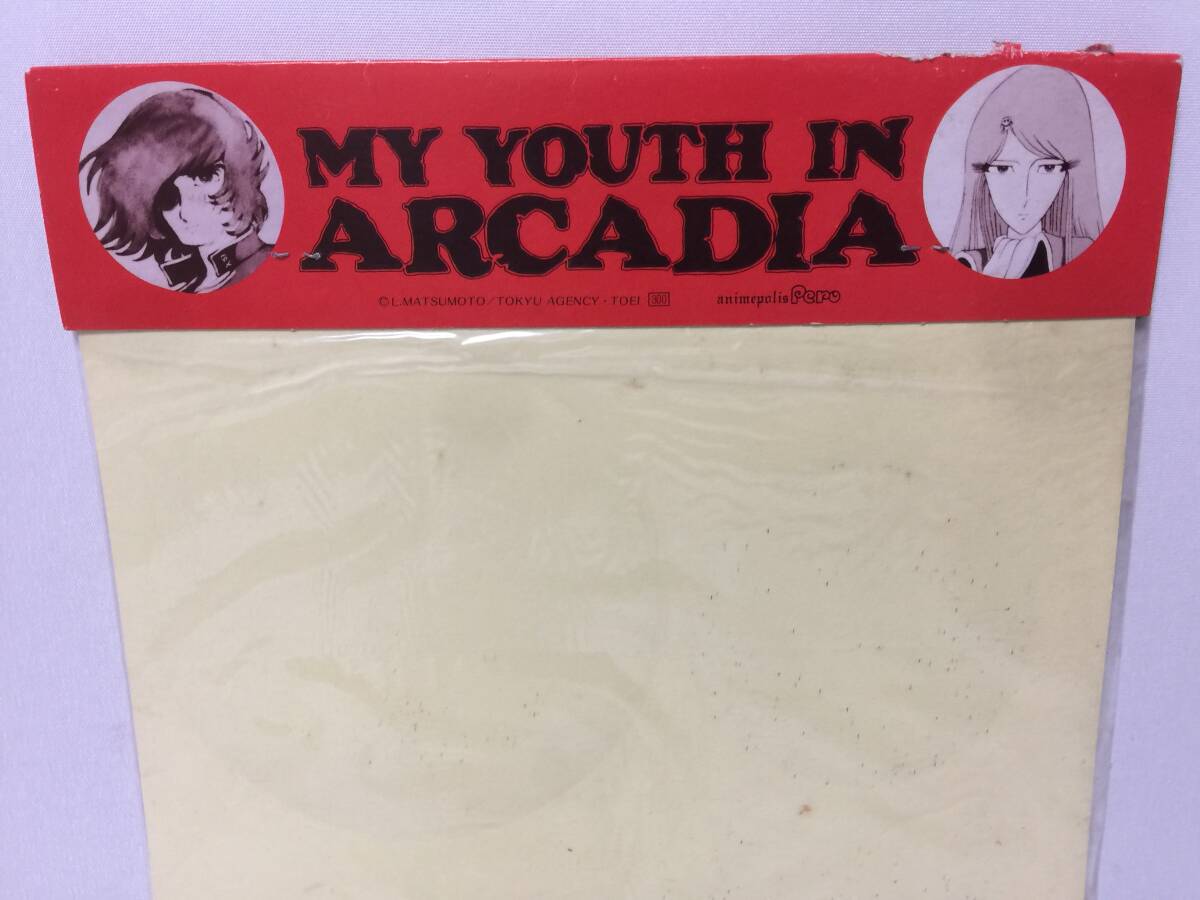 MY YOUTH IN
ARCADIA
©L.MATSUMOTO/TOKYU AGENCY・TOEI 300 animepolis Pero